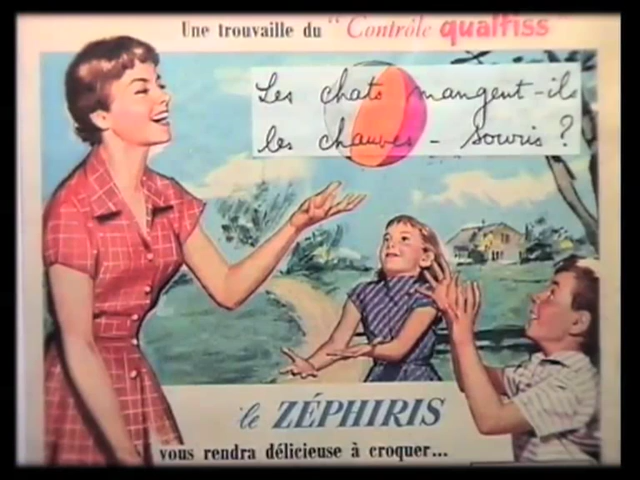 Une trouvaille du "Contrôle qualfiss"
Les chats mangent-ils
les chauves - souris ?
le ZÉPHIRIS
vous rendra délicieuse à croquer...